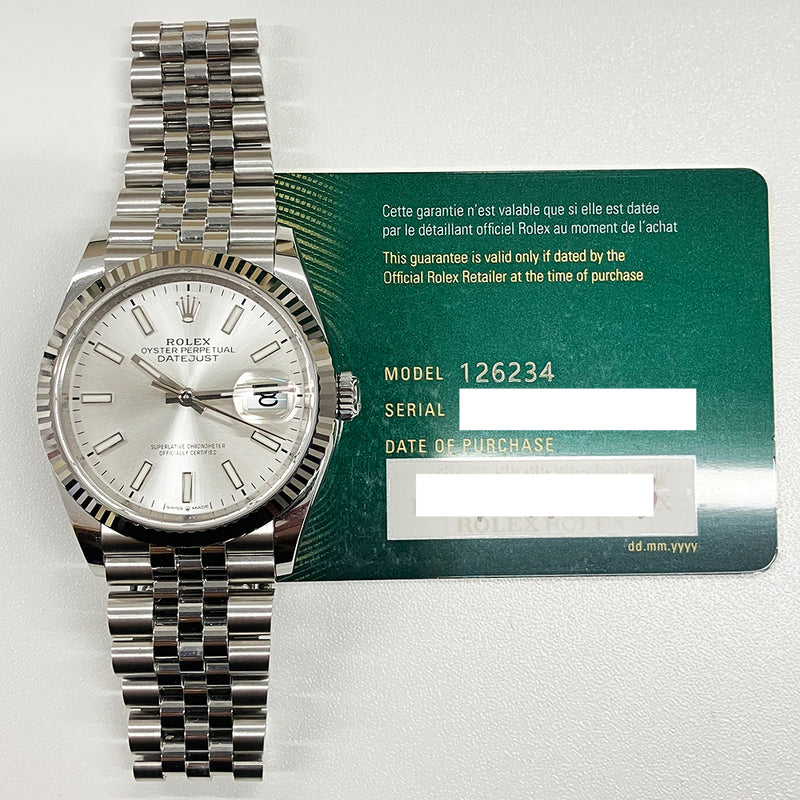 ROLEX
OYSTER PERPETUAL
DATEJUST
SUPERLATIVE CHRONOMETER
OFFICIALLY CERTIFIED
SWISS MADE
Cette garantie n'est valable que si elle est datée
par le détaillant officiel Rolex au moment de l'achat
This guarantee is valid only if dated by the
Official Rolex Retailer at the time of purchase
MODEL 126234
SERIAL
DATE OF PURCHASE
ROLEX ROLEX
dd.mm.yyyy